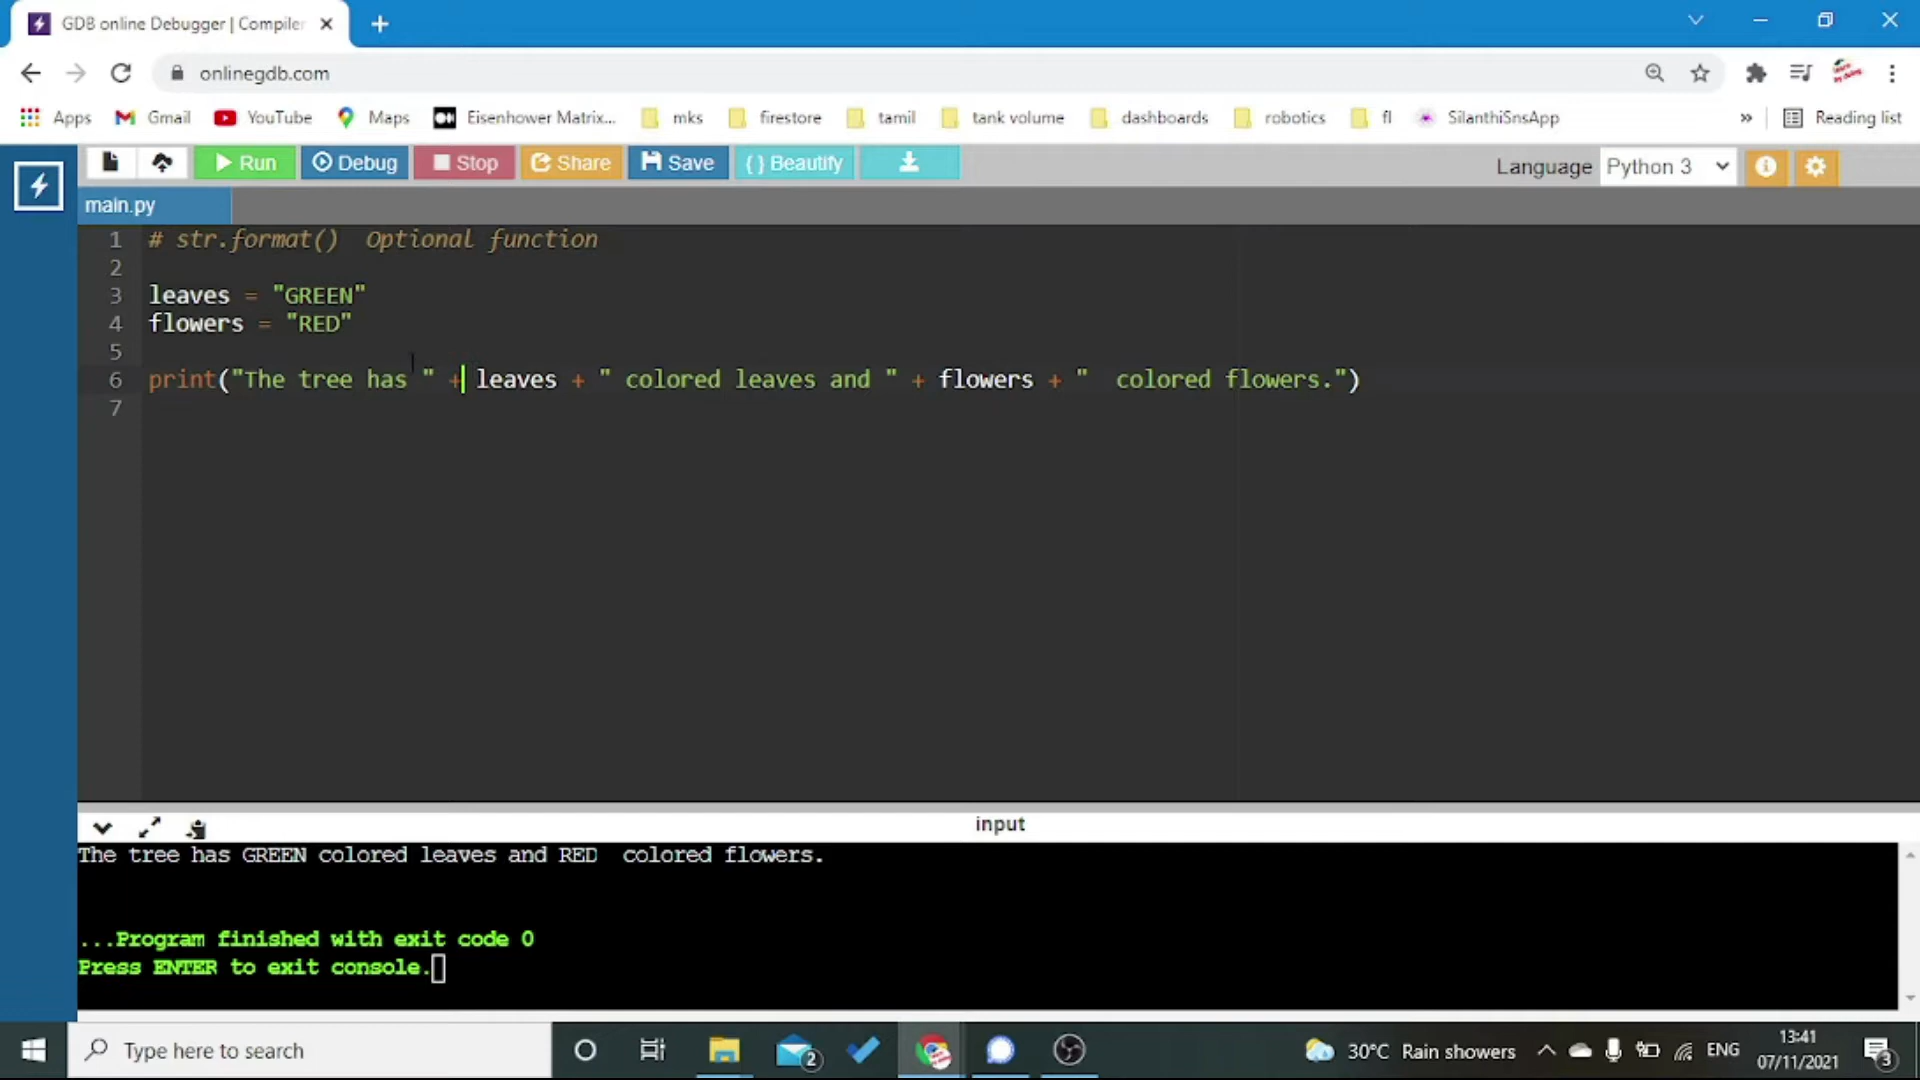 GDB online Debugger | Compiler
onlinegdb.com
Apps Gmail YouTube Maps Eisenhower Matrix... mks firestore tamil tank volume dashboards robotics fl SilanthiSnsApp » Reading list
Run Debug Stop Share Save { } Beautify Language Python 3
main.py
1 # str.format()  Optional function
2
3 leaves = "GREEN"
4 flowers = "RED"
5
6 print("The tree has " + leaves + " colored leaves and " + flowers + "  colored flowers.")
7
input
The tree has GREEN colored leaves and RED  colored flowers.
...Program finished with exit code 0
Press ENTER to exit console.
Type here to search 2 30°C Rain showers ENG 13:41
07/11/2021 3